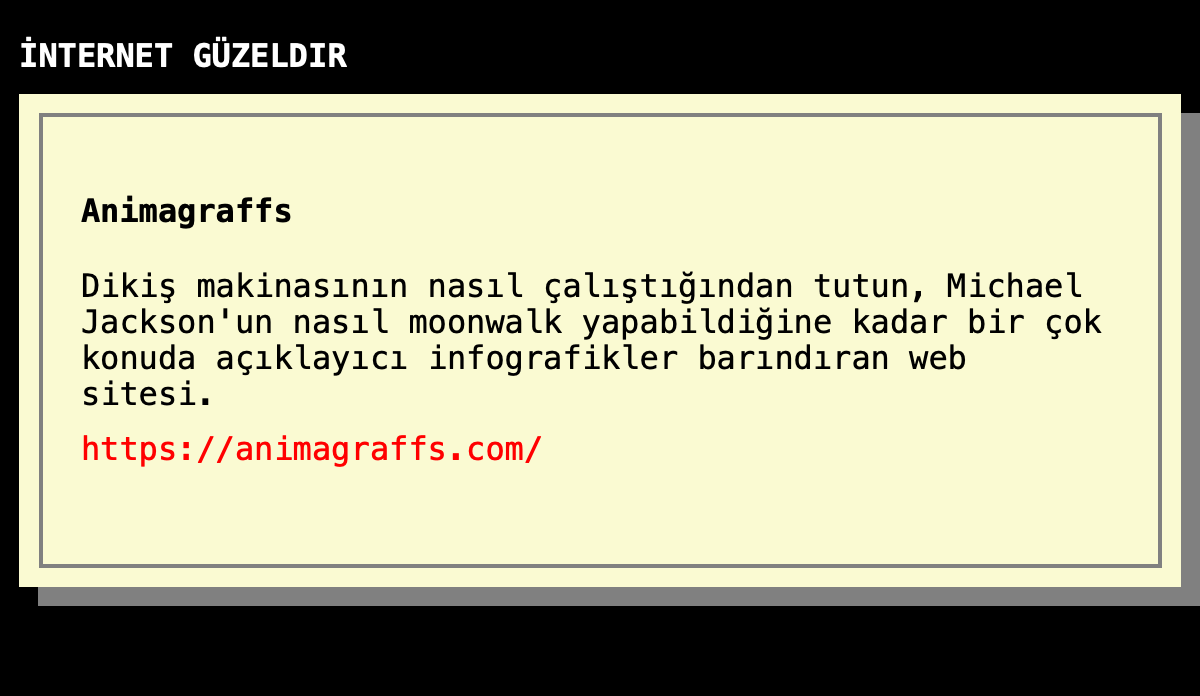 İNTERNET GÜZELDIR
Animagraffs
Dikiş makinasının nasıl çalıştığından tutun, Michael
Jackson'un nasıl moonwalk yapabildiğine kadar bir çok
konuda açıklayıcı infografikler barındıran web
sitesi.
https://animagraffs.com/